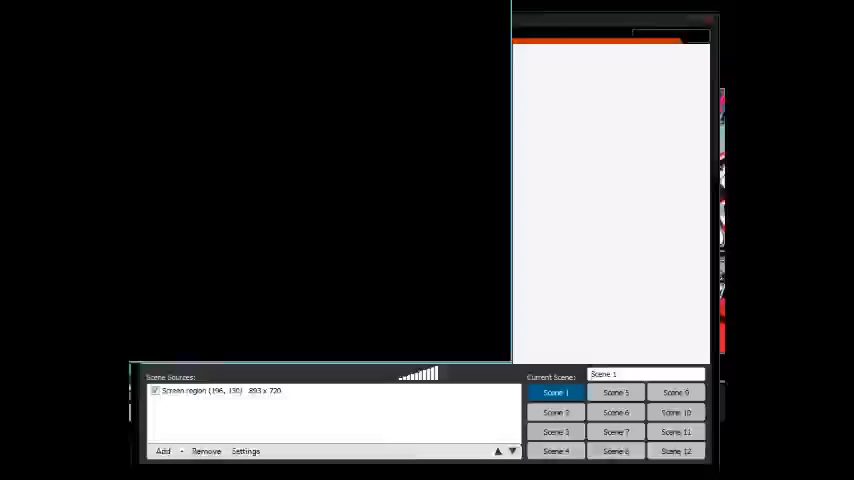 Scene Sources:
Current Scene:
Scene 1
Screen region (196, 130) 893 x 720
Scene 1
Scene 5
Scene 9
Scene 2
Scene 6
Scene 10
Scene 3
Scene 7
Scene 11
Add - Remove Settings
Scene 4
Scene 8
Scene 12